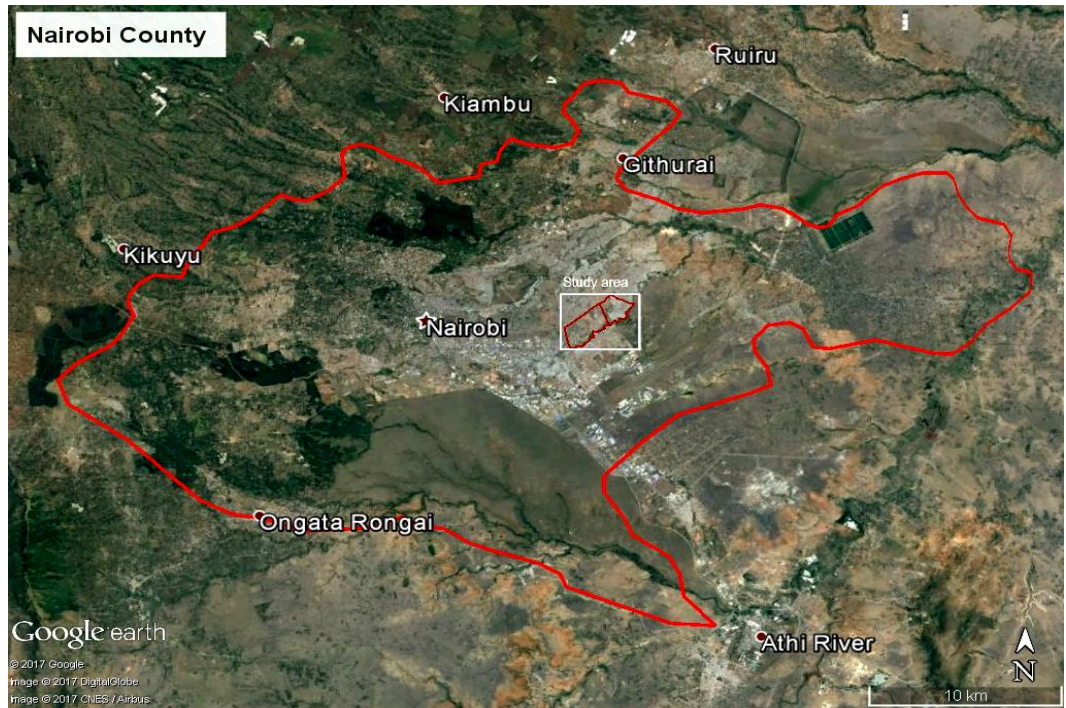 Nairobi County
Ruiru
Kiambu
Githurai
Kikuyu
Study area
Nairobi
Ongata Rongai
Athi River
Google earth
© 2017 Google
Image © 2017 DigitalGlobe
Image © 2017 CNES / Airbus
N
10 km